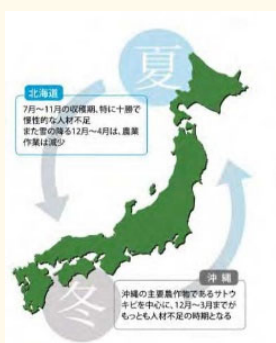 夏
北海道
7月～11月の収穫期、特に十勝で
慢性的な人材不足
また雪の降る12月～4月は、農業
作業は減少
沖縄
沖縄の主要農作物であるサトウ
キビを中心に、12月～3月までが
もっとも人材不足の時期となる
冬